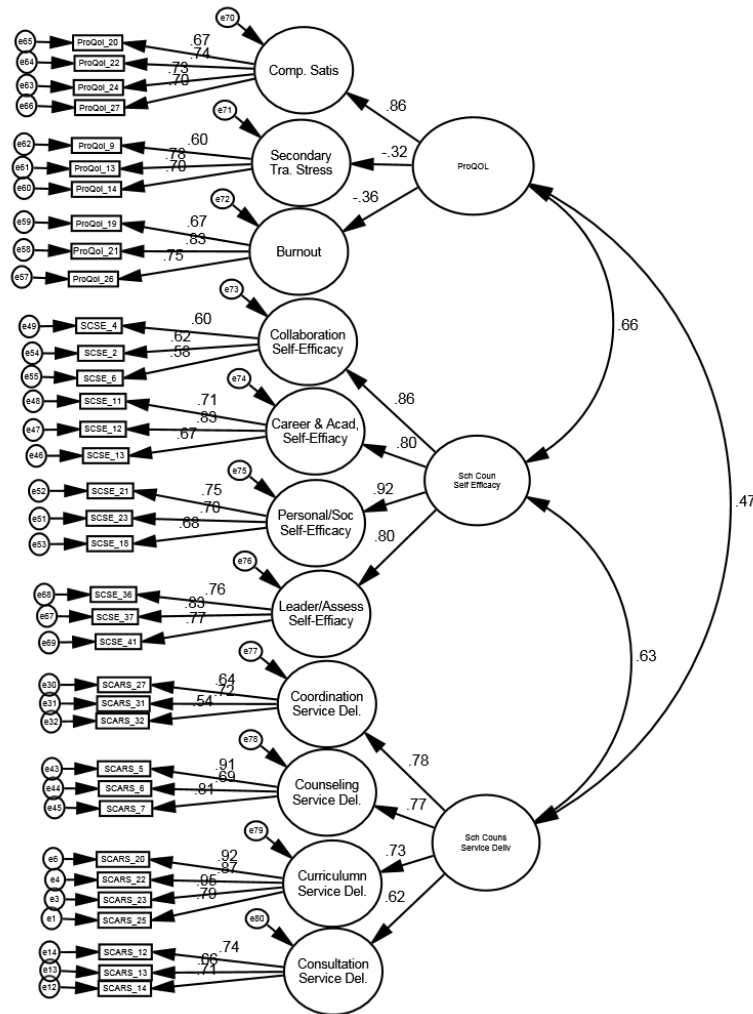 e70
e65 ProQol_20 .67
e64 ProQol_22 .74
e63 ProQol_24 .73
e66 ProQol_27 .70
Comp. Satis
.86
e71
e62 ProQol_9 .60
e61 ProQol_13 .78
e60 ProQol_14 .70
Secondary
Tra. Stress
-.32
ProQOL
e72
e59 ProQol_19 .67
e58 ProQol_21 .83
e57 ProQol_26 .75
Burnout
-.36
e73
e49 SCSE_4 .60
e54 SCSE_2 .62
e55 SCSE_6 .58
Collaboration
Self-Efficacy
.86
.66
e74
e48 SCSE_11 .71
e47 SCSE_12 .83
e46 SCSE_13 .67
Career & Acad,
Self-Effiacy
.80
Sch Coun
Self Efficacy
.47
e75
e52 SCSE_21 .75
e51 SCSE_23 .70
e53 SCSE_18 .68
Personal/Soc
Self-Efficacy
.92
e76
e68 SCSE_36 .76
e67 SCSE_37 .83
e69 SCSE_41 .77
Leader/Assess
Self-Effiacy
.80
.63
e77
e30 SCARS_27 .64
e31 SCARS_31 .72
e32 SCARS_32 .54
Coordination
Service Del.
.78
e78
e43 SCARS_5 .91
e44 SCARS_6 .69
e45 SCARS_7 .81
Counseling
Service Del.
.77
Sch Couns
Service Deliv
e79
e6 SCARS_20 .92
e4 SCARS_22 .87
e3 SCARS_23 .95
e1 SCARS_25 .79
Curriculumn
Service Del.
.73
e80
e14 SCARS_12 .74
e13 SCARS_13 .66
e12 SCARS_14 .71
Consultation
Service Del.
.62